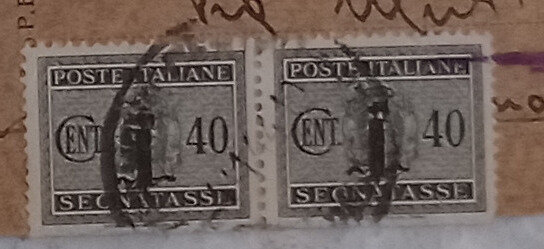 POSTE ITALIANE
CENT. 40
SEGNATASSE
POSTE ITALIANE
CENT. 40
SEGNATASSE